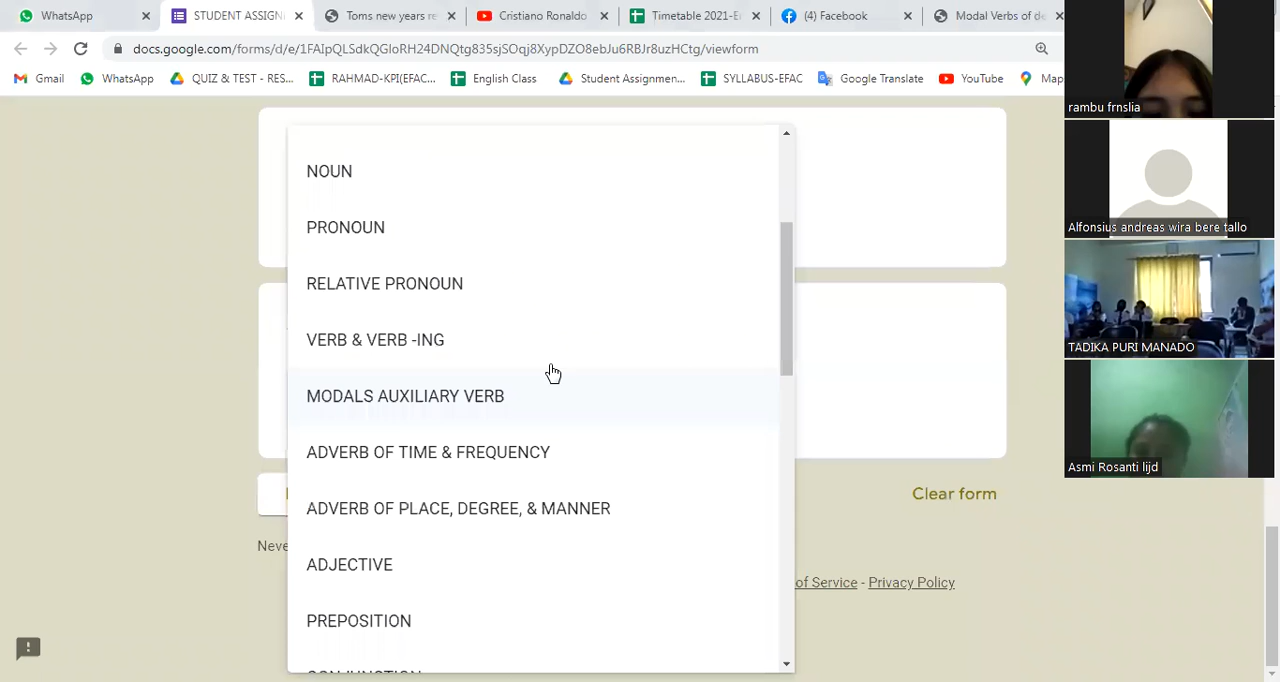 WhatsApp
STUDENT ASSIGN
Toms new years re
Cristiano Ronaldo
Timetable 2021-E
(4) Facebook
Modal Verbs of de
docs.google.com/forms/d/e/1FAIpQLSdkQGIoRH24DNQtg835sjSOqj8XypDZO8ebJu6RBJr8uzHCtg/viewform
Gmail
WhatsApp
QUIZ & TEST - RES...
RAHMAD-KPI(EFAC...
English Class
Student Assignmen...
SYLLABUS-EFAC
Google Translate
YouTube
Map
rambu frnslia
NOUN
PRONOUN
Alfonsius andreas wira bere tallo
RELATIVE PRONOUN
VERB & VERB -ING
TADIKA PURI MANADO
MODALS AUXILIARY VERB
ADVERB OF TIME & FREQUENCY
Asmi Rosanti lijd
Clear form
ADVERB OF PLACE, DEGREE, & MANNER
Neve
ADJECTIVE
of Service - Privacy Policy
PREPOSITION
CONJUNCTION